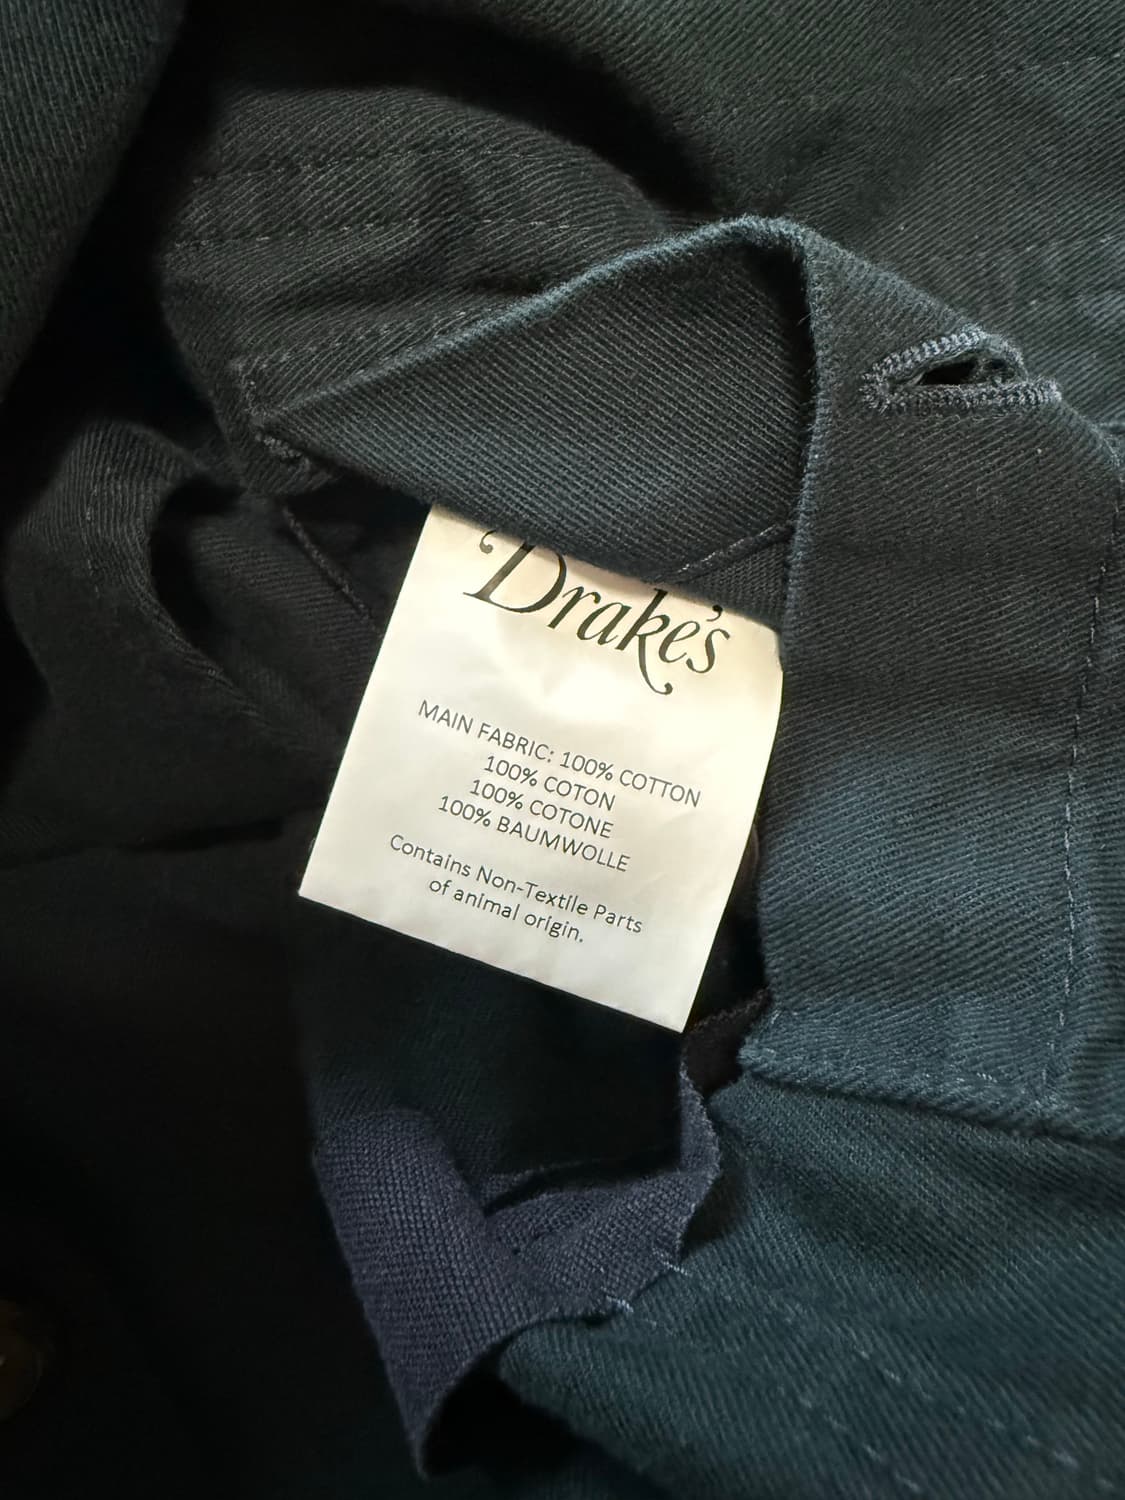 Drake's
MAIN FABRIC: 100% COTTON
100% COTON
100% COTONE
100% BAUMWOLLE
Contains Non-Textile Parts
of animal origin.